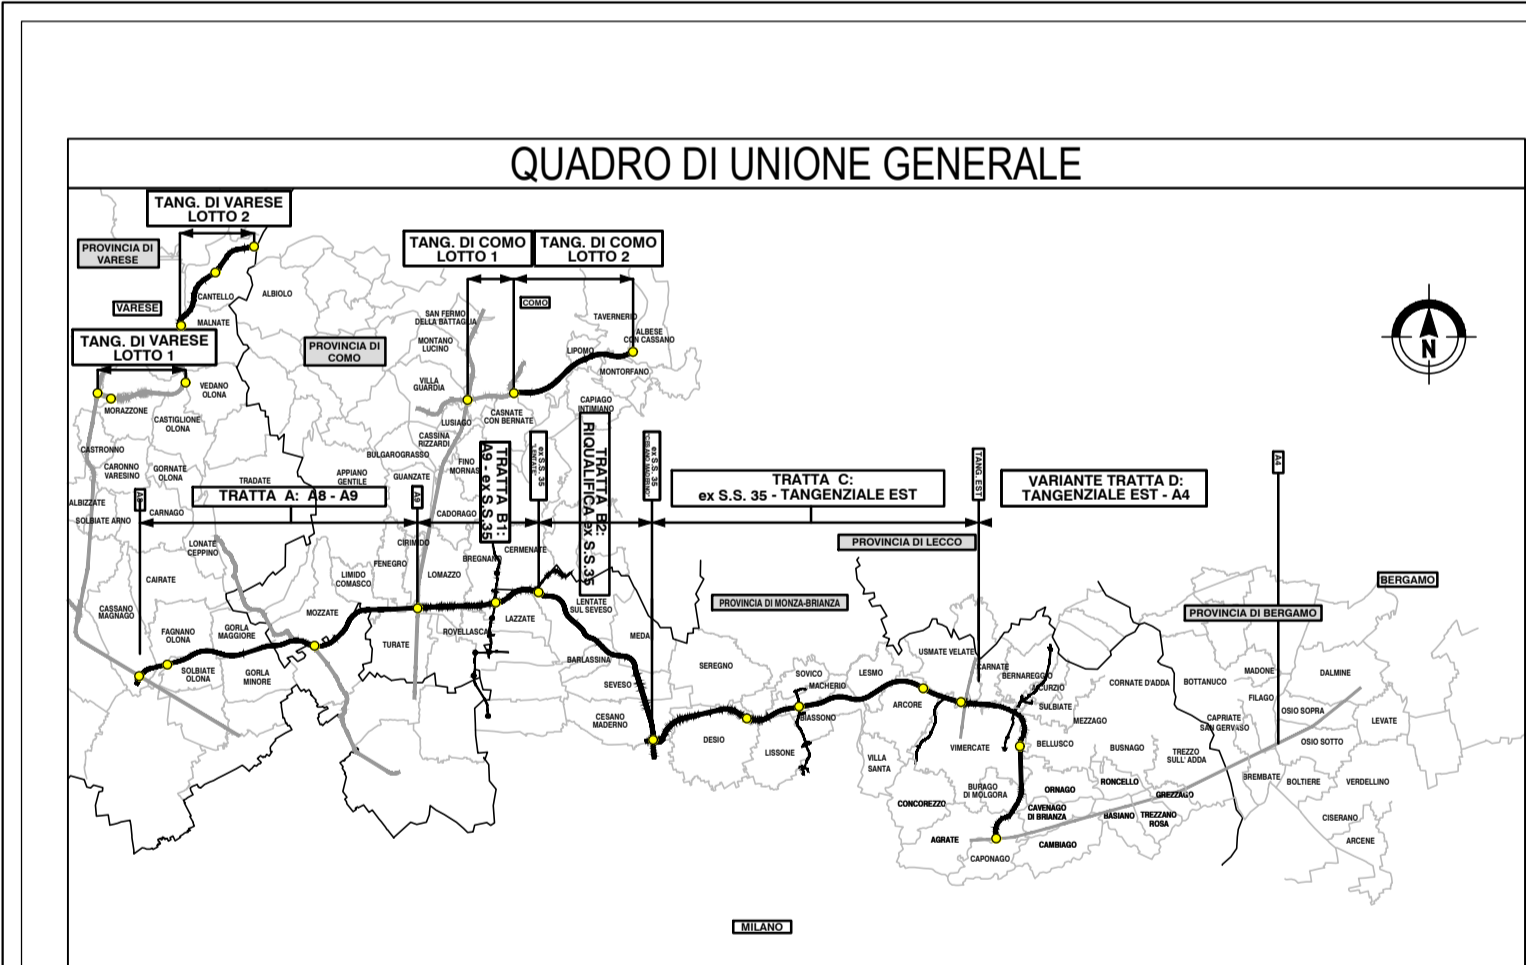 QUADRO DI UNIONE GENERALE
TANG. DI VARESE
LOTTO 2
PROVINCIA DI
VARESE
TANG. DI COMO
LOTTO 1
TANG. DI COMO
LOTTO 2
CANTELLO
ALBIOLO
VARESE
COMO
MALNATE
SAN FERMO
DELLA BATTAGLIA
TAVERNERIO
TANG. DI VARESE
LOTTO 1
PROVINCIA DI
COMO
MONTANO
LUCINO
ALBESE
CON CASSANO
LIPOMO
MONTORFANO
N
VEDANO
OLONA
VILLA
GUARDIA
MORAZZONE
CASTIGLIONE
OLONA
LUSIAGO
CASNATE
CON BERNATE
CAPIAGO
INTIMIANO
CASTRONNO
CASSINA
RIZZARDI
BULGAROGRASSO
CARONNO
VARESINO
GORNATE
OLONA
TRADATE
APPIANO
GENTILE
GUANZATE
FINO
MORNAS
TRATTA B1:
A9 - ex S.S.35
ex S.S. 35
TRATTA B2:
RIQUALIFICA ex S.S.35
ex S.S. 35
TANG. EST
A4
ALBIZZATE
TRATTA A: A8 - A9
A9
TRATTA C:
ex S.S. 35 - TANGENZIALE EST
VARIANTE TRATTA D:
TANGENZIALE EST - A4
SOLBIATE ARNO
CARNAGO
CADORAGO
LONATE
CEPPINO
CIRIMIDO
BREGNANO
CERMENATE
PROVINCIA DI LECCO
FENEGRO
CAIRATE
LIMIDO
COMASCO
LOMAZZO
BERGAMO
CASSANO
MAGNAGO
MOZZATE
LENTATE
SUL SEVESO
PROVINCIA DI MONZA-BRIANZA
PROVINCIA DI BERGAMO
LAZZATE
FAGNANO
OLONA
GORLA
MAGGIORE
TURATE
ROVELLASCA
MEDA
BARLASSINA
SEREGNO
USMATE VELATE
CARNATE
SOLBIATE
OLONA
GORLA
MINORE
SEVESO
SOVICO
MACHERIO
LESMO
BERNAREGGIO
MADONE
DALMINE
CORNATE D'ADDA
BOTTANUCO
FILAGO
CESANO
MADERNO
BIASSONO
ARCORE
SULBIATE
MEZZAGO
CAPRIATE
SAN GERVASO
OSIO SOPRA
LEVATE
DESIO
LISSONE
VIMERCATE
BELLUSCO
BUSNAGO
TREZZO
SULL' ADDA
OSIO SOTTO
VILLA
SANTA
BREMBATE
BOLTIERE
VERDELLINO
BURAGO
DI MOLGORA
ORNAGO
RONCELLO
GREZZAGO
CONCOREZZO
CAVENAGO
DI BRIANZA
BASIANO
TREZZANO
ROSA
CISERANO
AGRATE
CAMBIAGO
ARCENE
CAPONAGO
MILANO